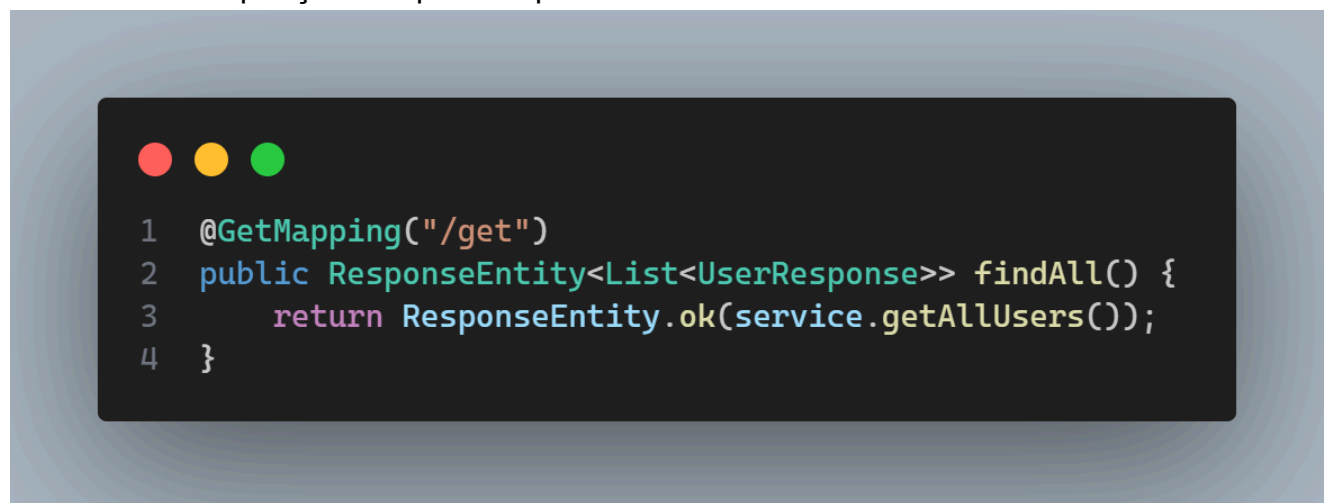 1 @GetMapping("/get")
2 public ResponseEntity<List<UserResponse>> findAll() {
3 return ResponseEntity.ok(service.getAllUsers());
4 }